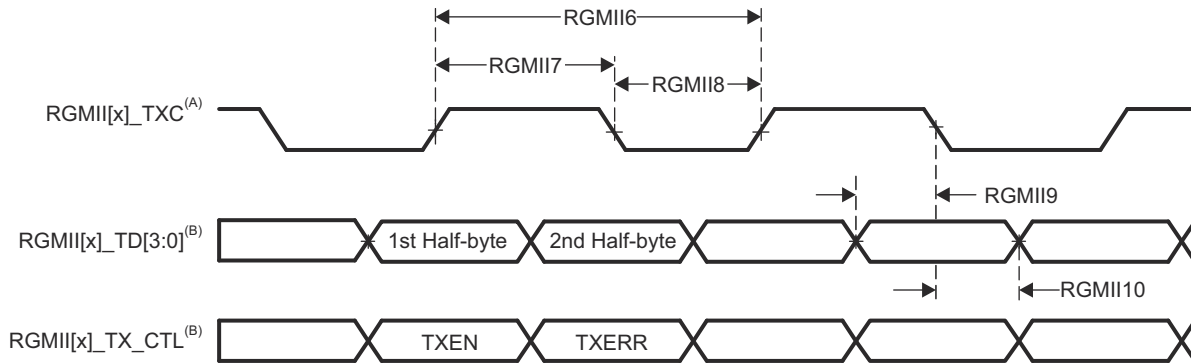 RGMII6
RGMII7
RGMII8
RGMII[x]_TXC(A)
RGMII9
RGMII[x]_TD[3:0](B)
1st Half-byte
2nd Half-byte
RGMII10
RGMII[x]_TX_CTL(B)
TXEN
TXERR